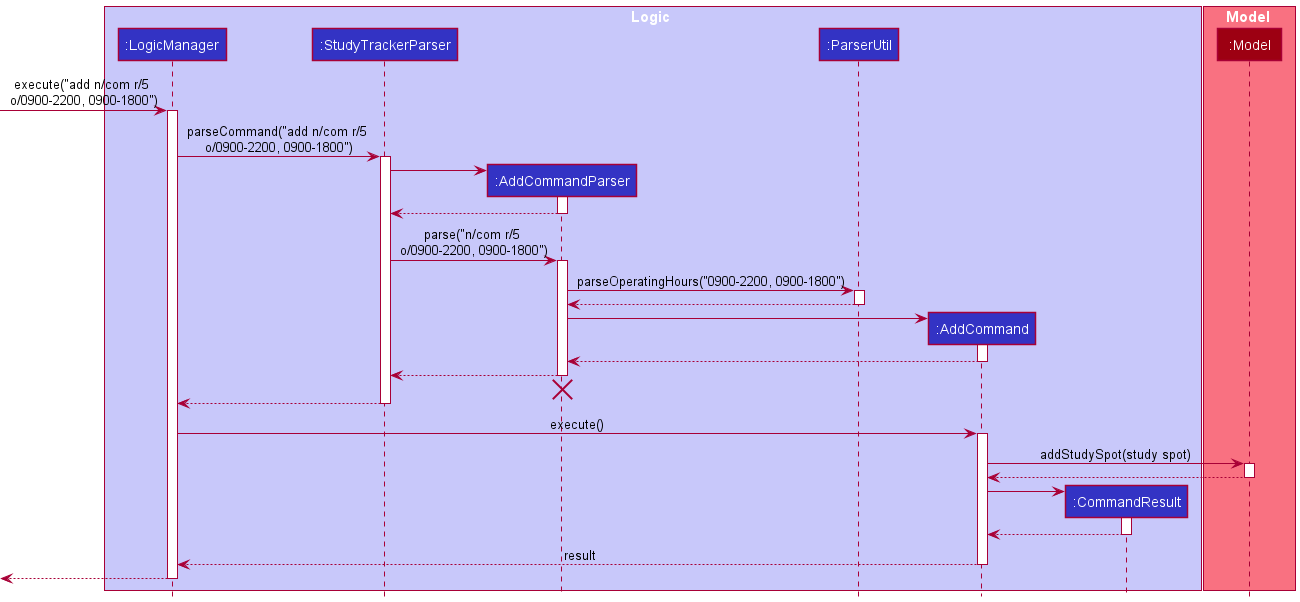 Logic
Model
:LogicManager
:StudyTrackerParser
:ParserUtil
:Model
execute("add n/com r/5
o/0900-2200, 0900-1800")
parseCommand("add n/com r/5
o/0900-2200, 0900-1800")
:AddCommandParser
parse("n/com r/5
o/0900-2200, 0900-1800")
parseOperatingHours("0900-2200, 0900-1800")
:AddCommand
execute()
addStudySpot(study spot)
:CommandResult
result